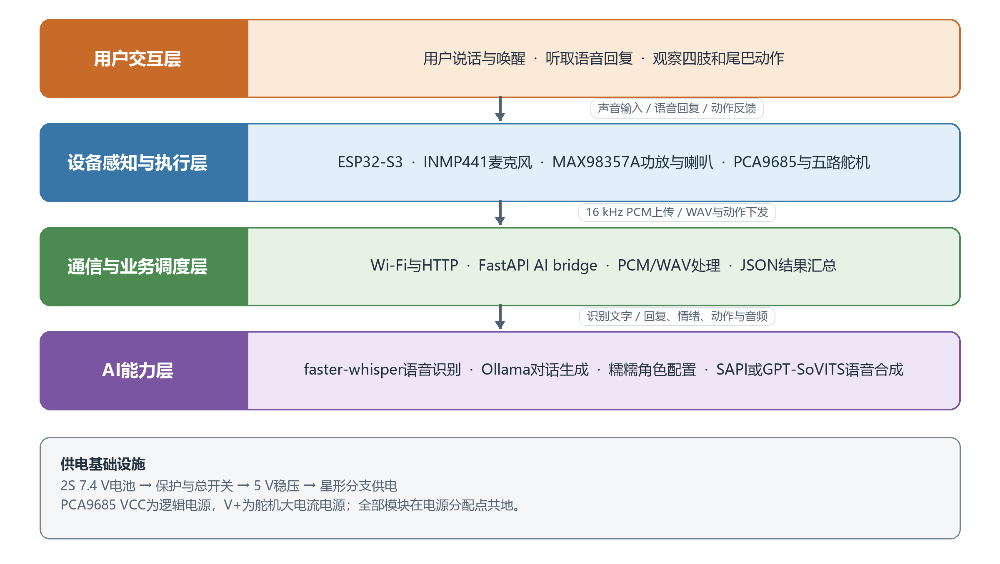 用户交互层
用户说话与唤醒 · 听取语音回复 · 观察四肢和尾巴动作
声音输入 / 语音回复 / 动作反馈
设备感知与执行层
ESP32-S3 · INMP441麦克风 · MAX98357A功放与喇叭 · PCA9685与五路舵机
16 kHz PCM上传 / WAV与动作下发
通信与业务调度层
Wi-Fi与HTTP · FastAPI AI bridge · PCM/WAV处理 · JSON结果汇总
识别文字 / 回复、情绪、动作与音频
AI能力层
faster-whisper语音识别 · Ollama对话生成 · 糯糯角色配置 · SAPI或GPT-SoVITS语音合成
供电基础设施
2S 7.4 V电池 → 保护与总开关 → 5 V稳压 → 星形分支供电
PCA9685 VCC为逻辑电源，V+为舵机大电流电源；全部模块在电源分配点共地。